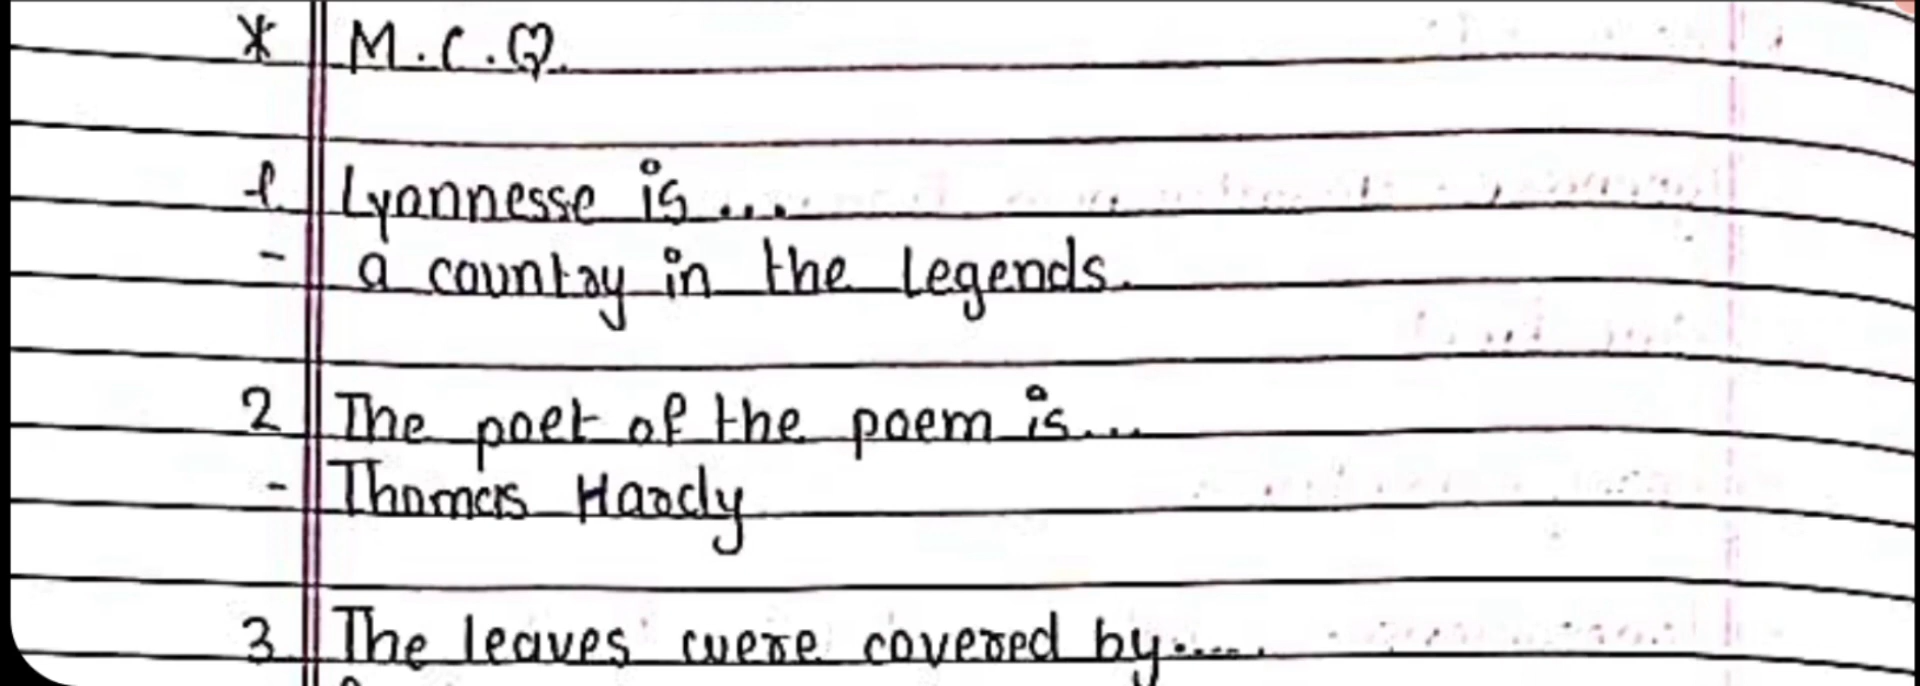 * M.C.Q.
1. Lyonnesse is...
- a country in the legends.
2 The poet of the poem is...
- Thomas Hardy
3 The leaves were covered by.....